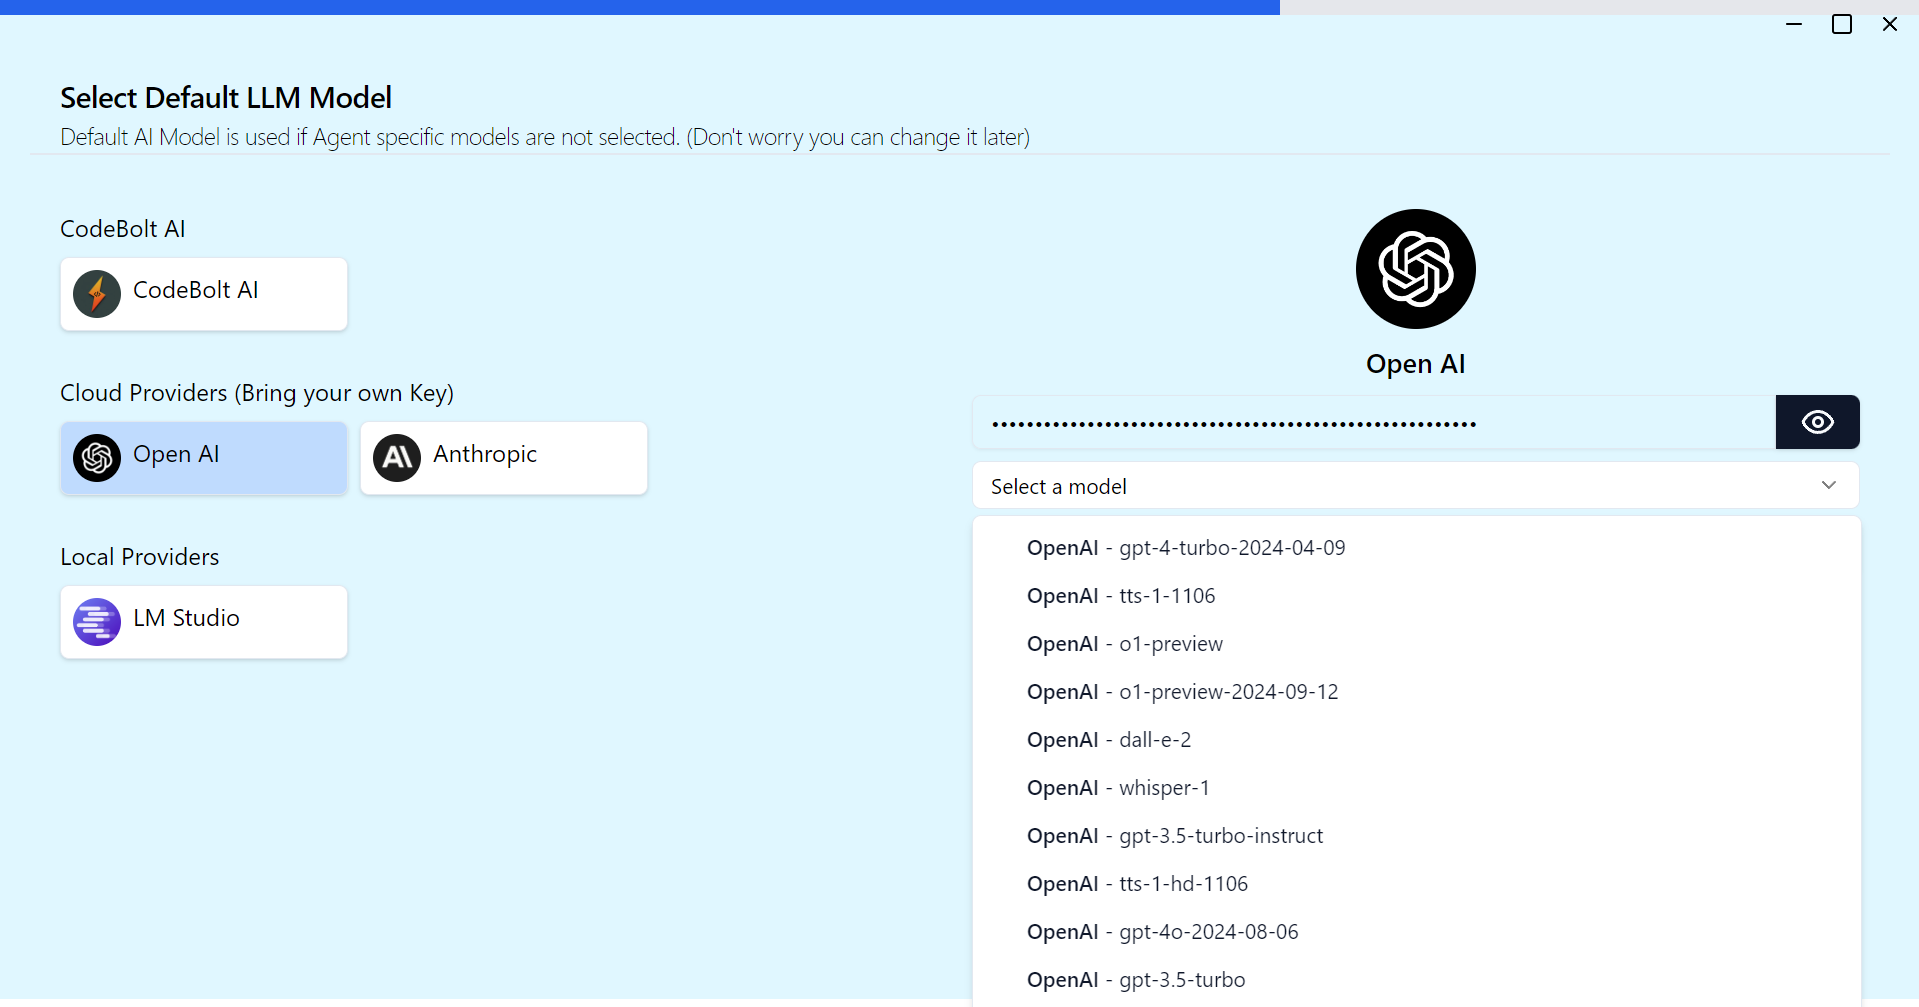 Select Default LLM Model
Default AI Model is used if Agent specific models are not selected. (Don't worry you can change it later)
CodeBolt AI
CodeBolt AI
Cloud Providers (Bring your own Key)
Open AI
Anthropic
Local Providers
LM Studio
Open AI
••••••••••••••••••••••••••••••••••••••••••••••••••••••••
Select a model
OpenAI - gpt-4-turbo-2024-04-09
OpenAI - tts-1-1106
OpenAI - o1-preview
OpenAI - o1-preview-2024-09-12
OpenAI - dall-e-2
OpenAI - whisper-1
OpenAI - gpt-3.5-turbo-instruct
OpenAI - tts-1-hd-1106
OpenAI - gpt-4o-2024-08-06
OpenAI - gpt-3.5-turbo